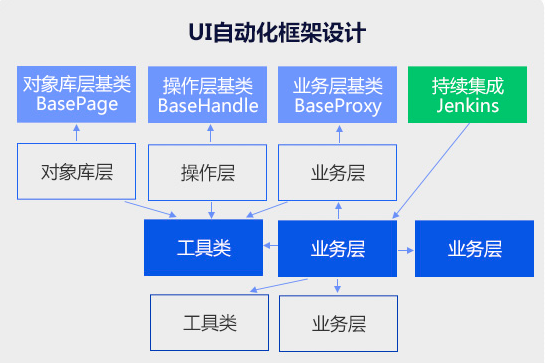 UI自动化框架设计
对象库层基类
BasePage
操作层基类
BaseHandle
业务层基类
BaseProxy
持续集成
Jenkins
对象库层
操作层
业务层
工具类
业务层
业务层
工具类
业务层